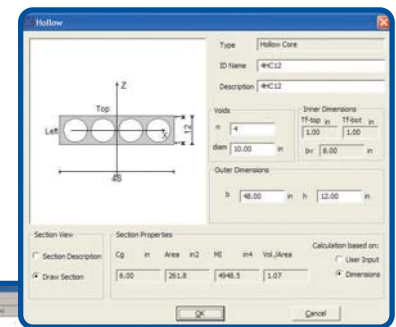 Hollow
Type Hollow Core
ID Name 4HC12
Description 4HC12
Z
Top
Left
X
12
48
Voids
n 4
diam 10.00 in
Inner Dimensions
Tf-top in Tf-bot in
1.00 1.00
bv 8.00 in
Outer Dimensions
b 48.00 in h 12.00 in
Section View
Section Description
Draw Section
Section Properties
Cg in Area in2 MI in4 Vol./Area
6.00 261.8 4948.5 1.07
Calculation based on:
User Input
Dimensions
OK
Cancel